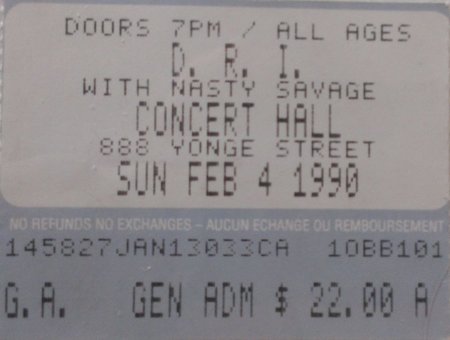 DOORS 7PM / ALL AGES
D. R. I.
WITH NASTY SAVAGE
CONCERT HALL
888 YONGE STREET
SUN FEB 4 1990
NO REFUNDS NO EXCHANGES – AUCUN ECHANGE OU REMBOURSEMENT
145827JAN13033CA 10BB101
G.A. GEN ADM $ 22.00 A